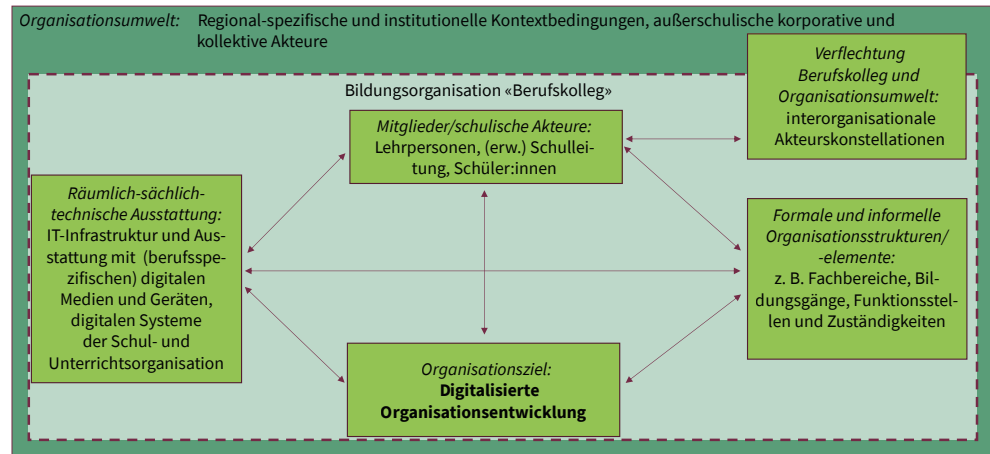 Organisationsumwelt: Regional-spezifische und institutionelle Kontextbedingungen, außerschulische korporative und
kollektive Akteure
Verflechtung
Berufskolleg und
Organisationsumwelt:
interorganisationale
Akteurskonstellationen
Bildungsorganisation «Berufskolleg»
Mitglieder/schulische Akteure:
Lehrpersonen, (erw.) Schullei-
tung, Schüler:innen
Räumlich-sächlich-
technische Ausstattung:
IT-Infrastruktur und Aus-
stattung mit (berufsspe-
zifischen) digitalen
Medien und Geräten,
digitalen Systeme
der Schul- und
Unterrichtsorganisation
Formale und informelle
Organisationsstrukturen/
-elemente:
z. B. Fachbereiche, Bil-
dungsgänge, Funktionsstel-
len und Zuständigkeiten
Organisationsziel:
Digitalisierte
Organisationsentwicklung